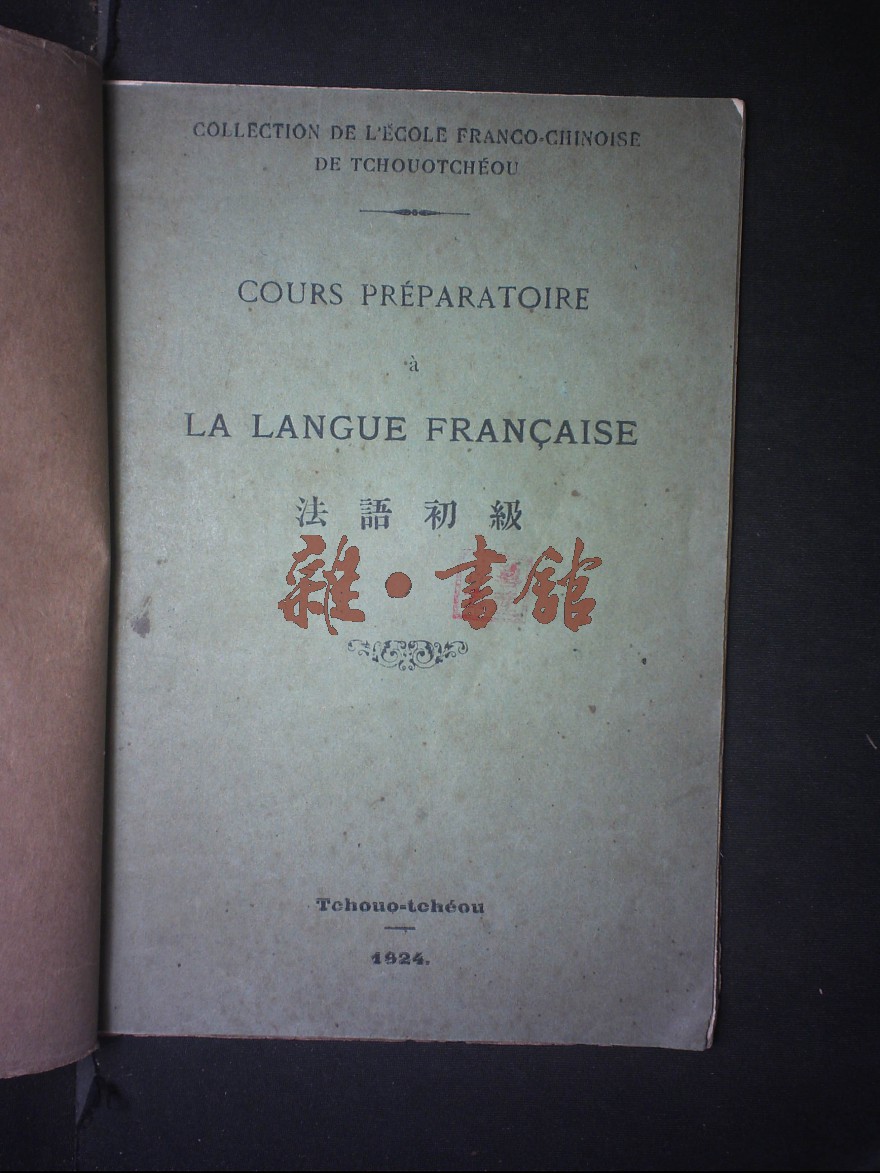 COLLECTION DE L'ÉCOLE FRANCO-CHINOISE
DE TCHOUOTCHÉOU
COURS PRÉPARATOIRE
à
LA LANGUE FRANÇAISE
法語初級
雜·書館
Tchouo-tchéou
1924.